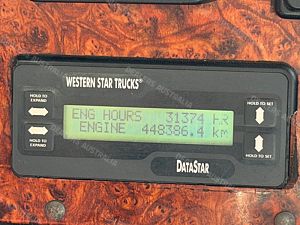 WESTERN STAR TRUCKS
HOLD TO
EXPAND
ENG HOURS 31374 HR
ENGINE 448386.4 km
HOLD TO SET
HOLD TO
EXPAND
HOLD TO SET
DATASTAR